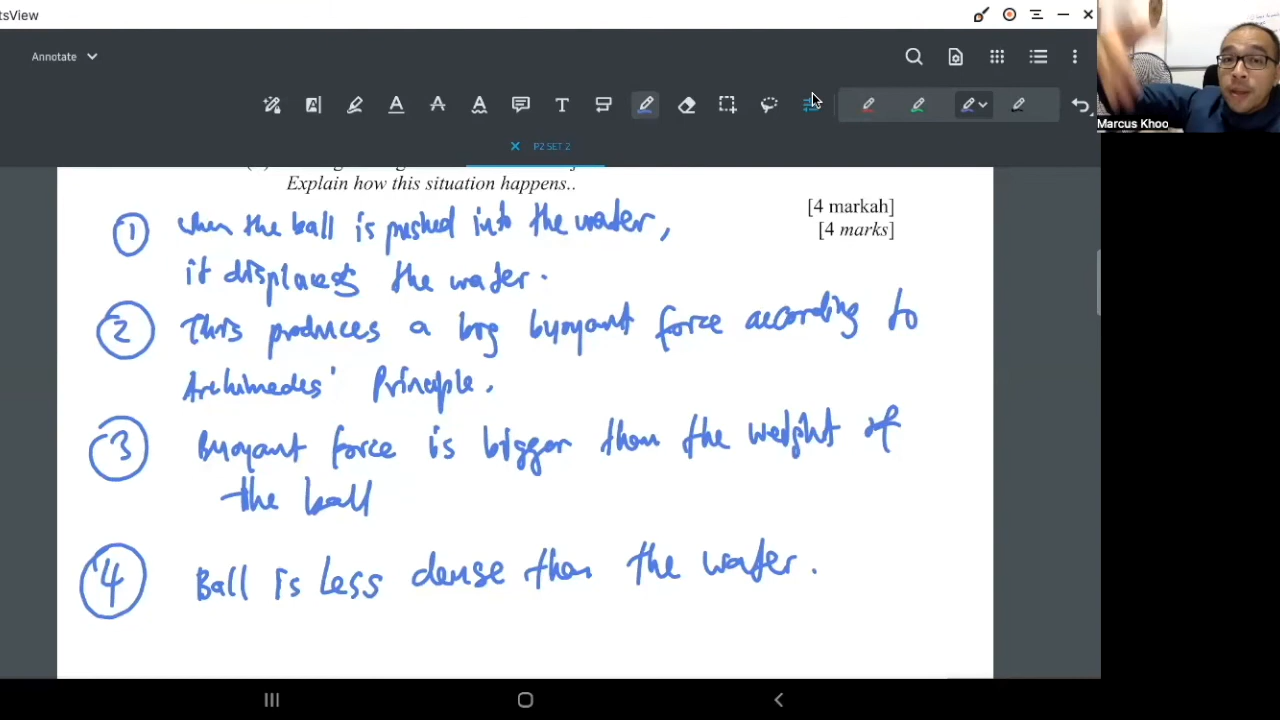 tsView
Annotate
P2 SET 2
Marcus Khoo
Explain how this situation happens..
[4 markah]
[4 marks]
1 When the ball is pushed into the water,
it displaces the water.
2 This produces a big buoyant force according to
Archimedes' Principle.
3 Buoyant force is bigger than the weight of
the ball
4 Ball is less dense than the water.